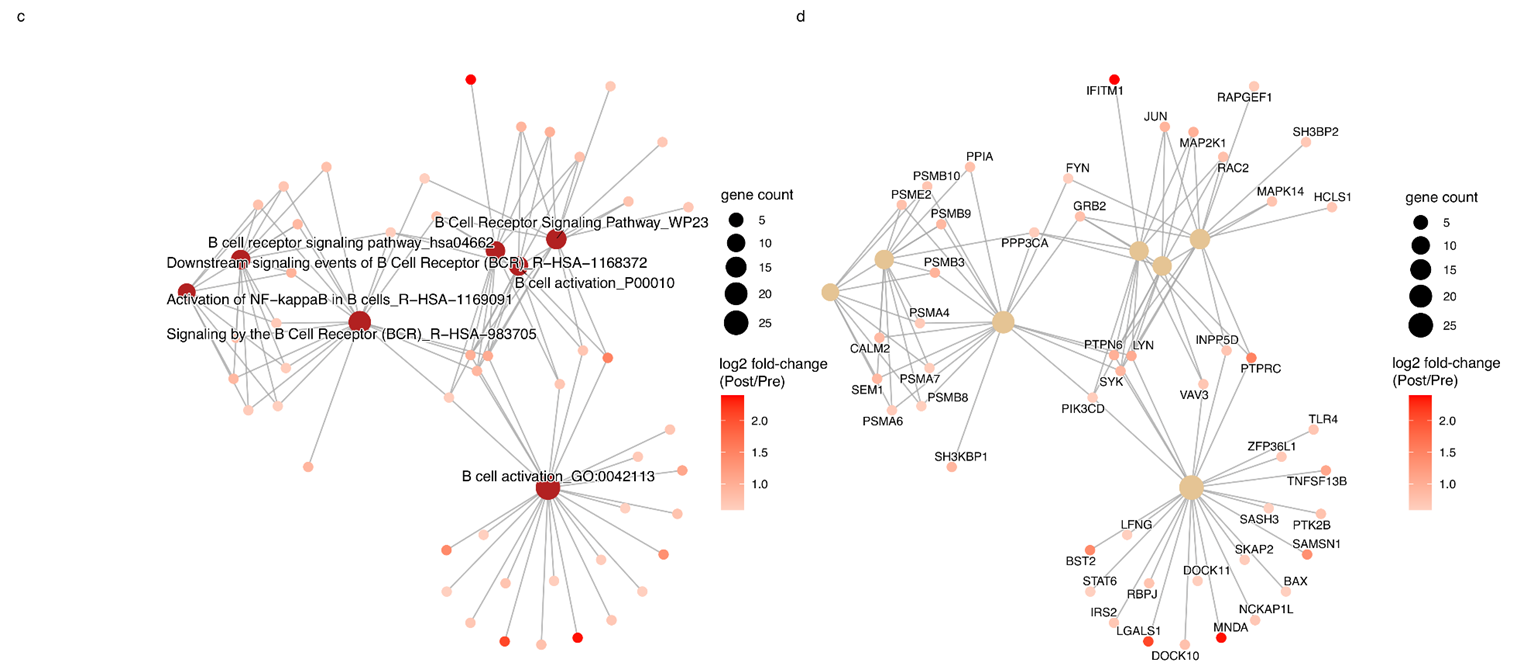 c
B Cell Receptor Signaling Pathway_WP23
B cell receptor signaling pathway_hsa04662
Downstream signaling events of B Cell Receptor (BCR)_R−HSA−1168372
B cell activation_P00010
Activation of NF−kappaB in B cells_R−HSA−1169091
Signaling by the B Cell Receptor (BCR)_R−HSA−983705
B cell activation_GO:0042113
gene count
5
10
15
20
25
log2 fold−change
(Post/Pre)
2.0
1.5
1.0
d
IFITM1
RAPGEF1
JUN
MAP2K1
SH3BP2
PPIA
RAC2
FYN
PSMB10
PSME2
MAPK14
HCLS1
GRB2
PSMB9
PPP3CA
PSMB3
PSMA4
CALM2
PTPN6
LYN
INPP5D
PTPRC
SYK
PSMA7
SEM1
VAV3
PSMB8
PIK3CD
PSMA6
TLR4
ZFP36L1
SH3KBP1
TNFSF13B
LFNG
SASH3
PTK2B
SAMSN1
SKAP2
BST2
DOCK11
STAT6
BAX
RBPJ
IRS2
NCKAP1L
LGALS1
MNDA
DOCK10
gene count
5
10
15
20
25
log2 fold−change
(Post/Pre)
2.0
1.5
1.0